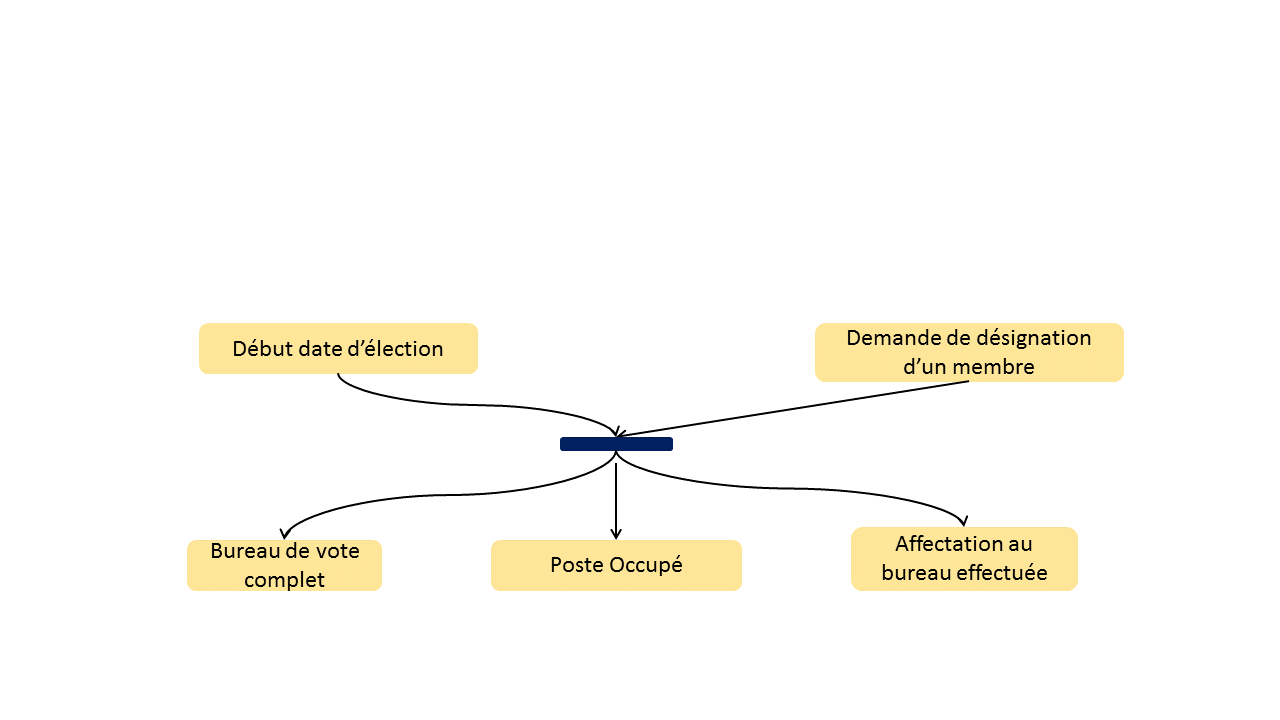 Début date d’élection
Demande de désignation
d’un membre
Bureau de vote
complet
Poste Occupé
Affectation au
bureau effectuée